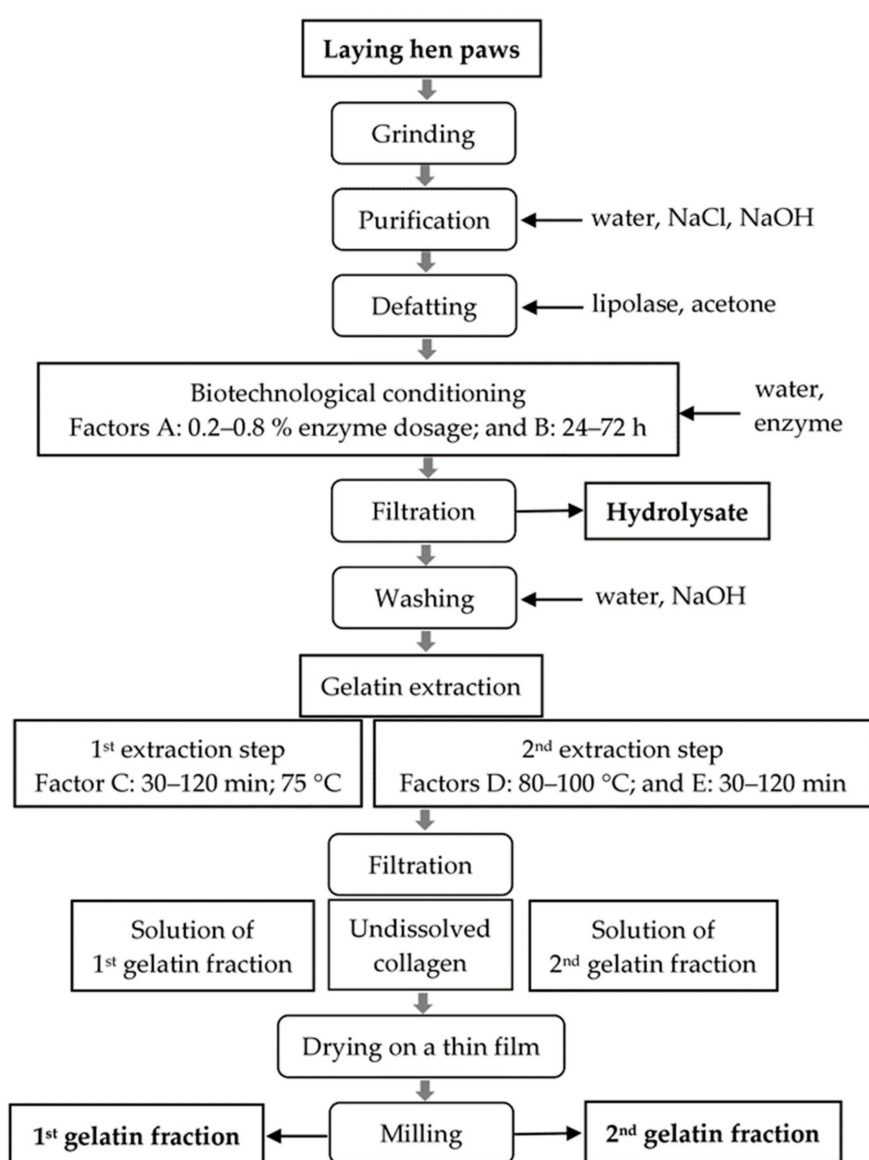 Laying hen paws
Grinding
Purification
water, NaCl, NaOH
Defatting
lipolase, acetone
Biotechnological conditioning
Factors A: 0.2–0.8 % enzyme dosage; and B: 24–72 h
water,
enzyme
Filtration
Hydrolysate
Washing
water, NaOH
Gelatin extraction
1st extraction step
Factor C: 30–120 min; 75 °C
2nd extraction step
Factors D: 80–100 °C; and E: 30–120 min
Filtration
Solution of
1st gelatin fraction
Undissolved
collagen
Solution of
2nd gelatin fraction
Drying on a thin film
1st gelatin fraction
Milling
2nd gelatin fraction